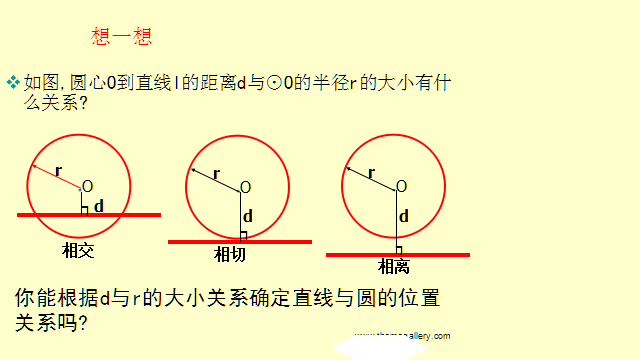 想一想
如图,圆心O到直线l的距离d与⊙O的半径r的大小有什
么关系?
r
O
d
相交
r
O
d
相切
r
O
d
相离
你能根据d与r的大小关系确定直线与圆的位置
关系吗?